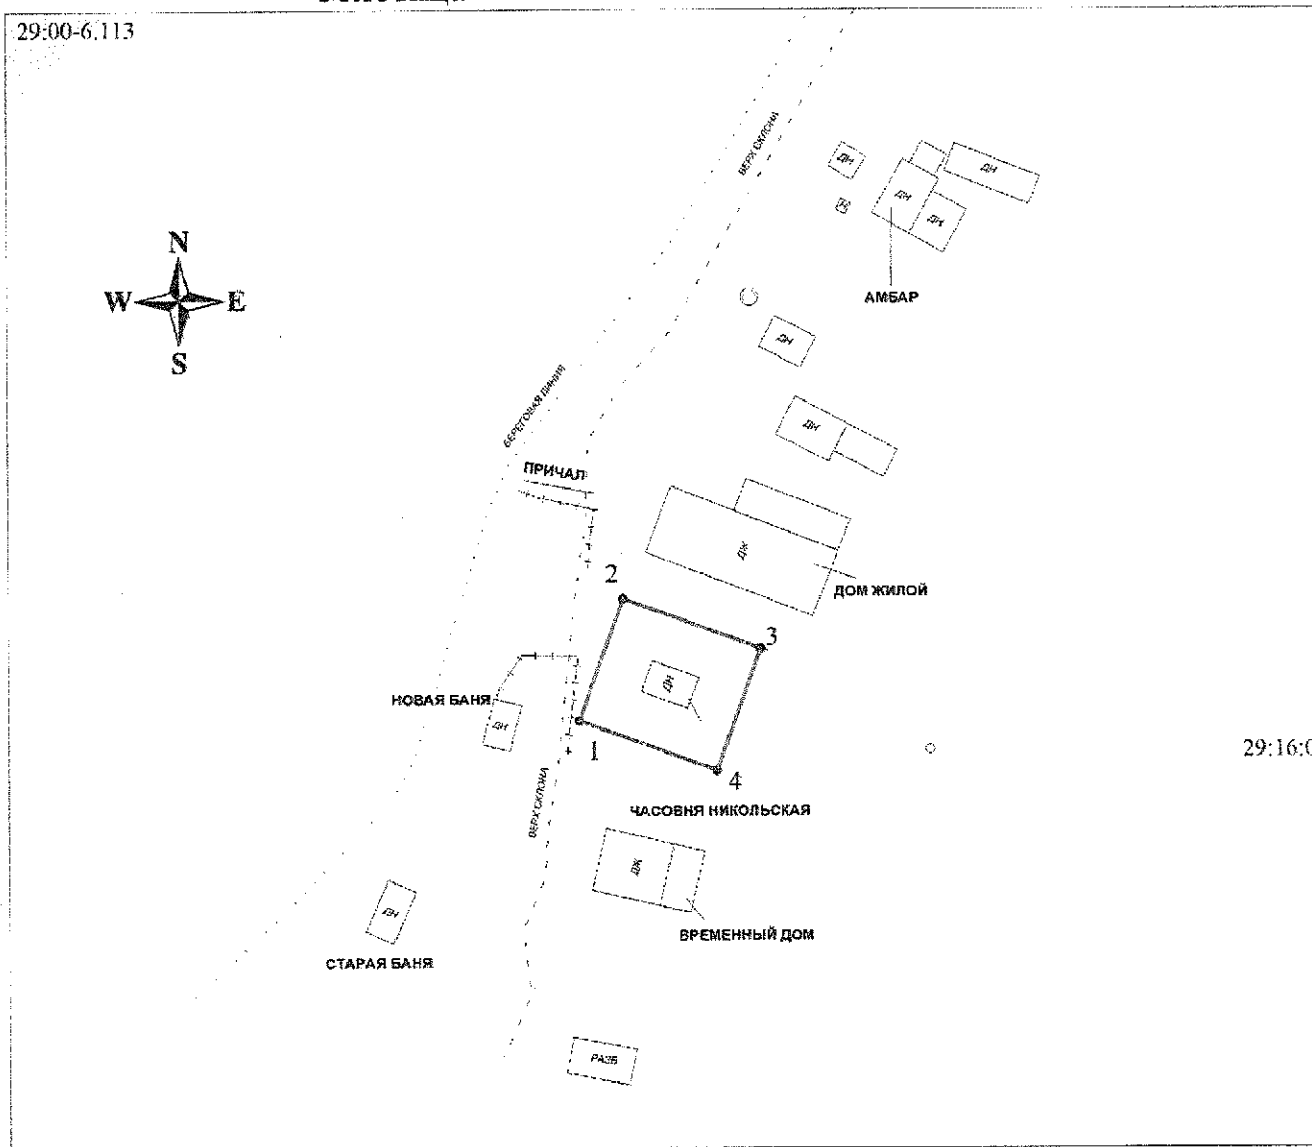 29:00-6.113
ВЕРХ СКЛОНА
ДН
ДН
ДН
ДН
Н
N
W E
S
АМБАР
ДН
БЕРЕГОВАЯ ЛИНИЯ
ДН
ПРИЧАЛ
ДЖ
ДОМ ЖИЛОЙ
2
3
ДН
НОВАЯ БАНЯ
ДН
1
4
29:16:0
ВЕРХ СКЛОНА
ЧАСОВНЯ НИКОЛЬСКАЯ
ДЖ
ВРЕМЕННЫЙ ДОМ
ДН
СТАРАЯ БАНЯ
РАЗВ